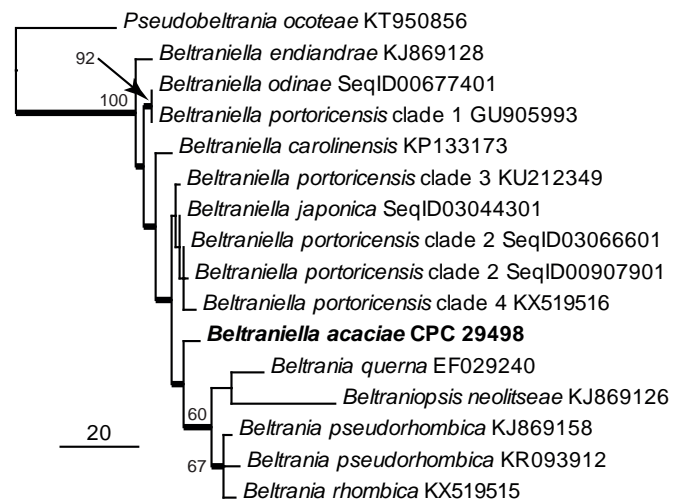 Pseudobeltrania ocoteae KT950856
Beltraniella endiandrae KJ869128
92
Beltraniella odinae SeqID00677401
100
Beltraniella portoricensis clade 1 GU905993
Beltraniella carolinensis KP133173
Beltraniella portoricensis clade 3 KU212349
Beltraniella japonica SeqID03044301
Beltraniella portoricensis clade 2 SeqID03066601
Beltraniella portoricensis clade 2 SeqID00907901
Beltraniella portoricensis clade 4 KX519516
Beltraniella acaciae CPC 29498
Beltrania querna EF029240
Beltraniopsis neolitseae KJ869126
60
Beltrania pseudorhombica KJ869158
20
67
Beltrania pseudorhombica KR093912
Beltrania rhombica KX519515